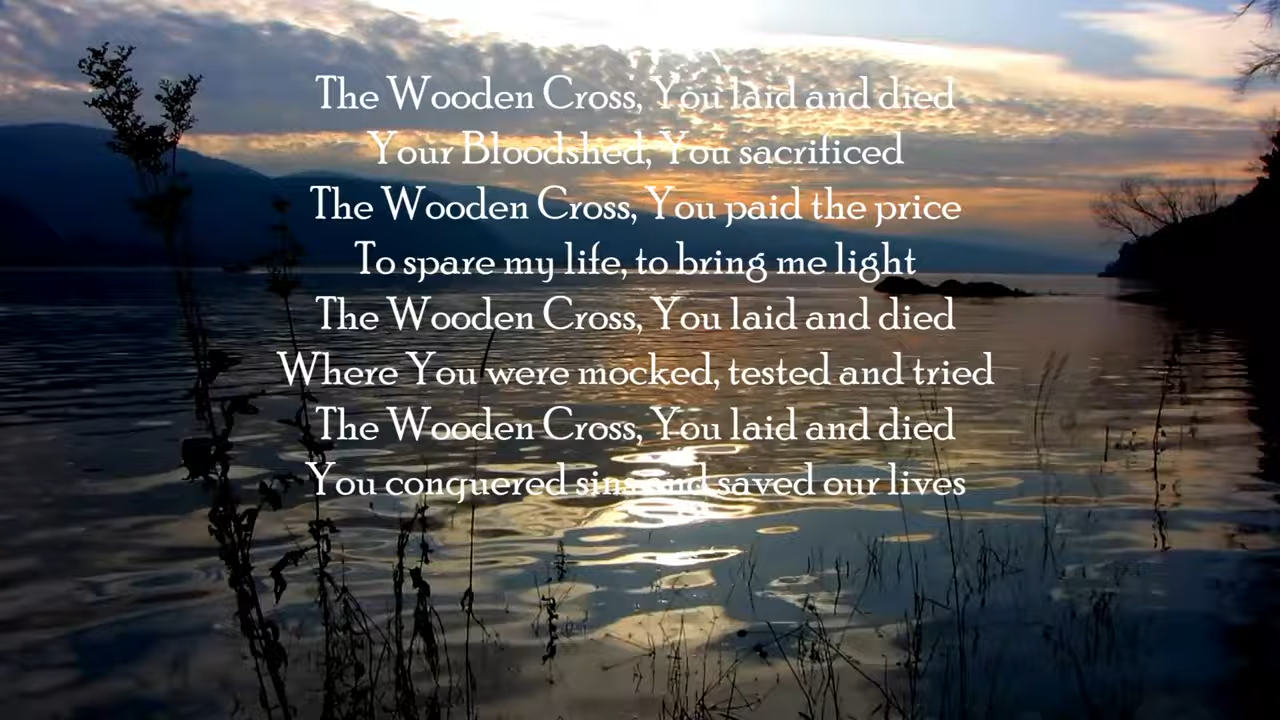 The Wooden Cross, You laid and died
Your Bloodshed, You sacrificed
The Wooden Cross, You paid the price
To spare my life, to bring me light
The Wooden Cross, You laid and died
Where You were mocked, tested and tried
The Wooden Cross, You laid and died
You conquered sins and saved our lives